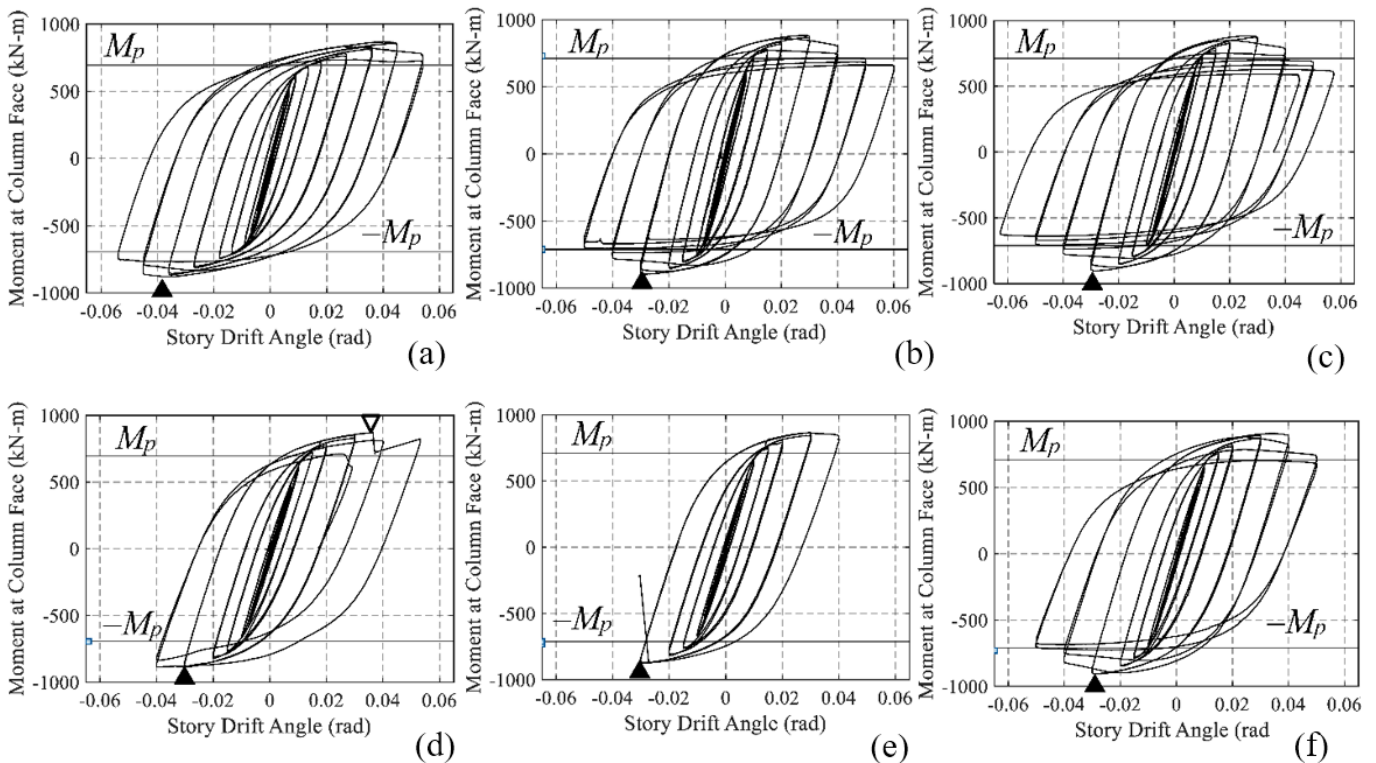 Moment at Column Face (kN-m)
1000
500
0
-500
-1000
Mp
−Mp
-0.06 -0.04 -0.02 0 0.02 0.04 0.06
Story Drift Angle (rad)
(a)
Moment at Column Face (kN-m)
1000
500
0
-500
-1000
Mp
−Mp
-0.06 -0.04 -0.02 0 0.02 0.04 0.06
Story Drift Angle (rad)
(b)
Moment at Column Face (kN-m)
1000
500
0
-500
-1000
Mp
−Mp
-0.06 -0.04 -0.02 0 0.02 0.04 0.06
Story Drift Angle (rad)
(c)
Moment at Column Face (kN-m)
1000
500
0
-500
-1000
Mp
−Mp
-0.06 -0.04 -0.02 0 0.02 0.04 0.06
Story Drift Angle (rad)
(d)
Moment at Column Face (kN-m)
1000
500
0
-500
-1000
Mp
−Mp
-0.06 -0.04 -0.02 0 0.02 0.04 0.06
Story Drift Anglc (rad)
(e)
Moment at Column Face (kN-m)
1000
500
0
-500
-1000
Mp
−Mp
-0.06 -0.04 -0.02 0 0.02 0.04 0.06
Story Drift Angle (rad
(f)